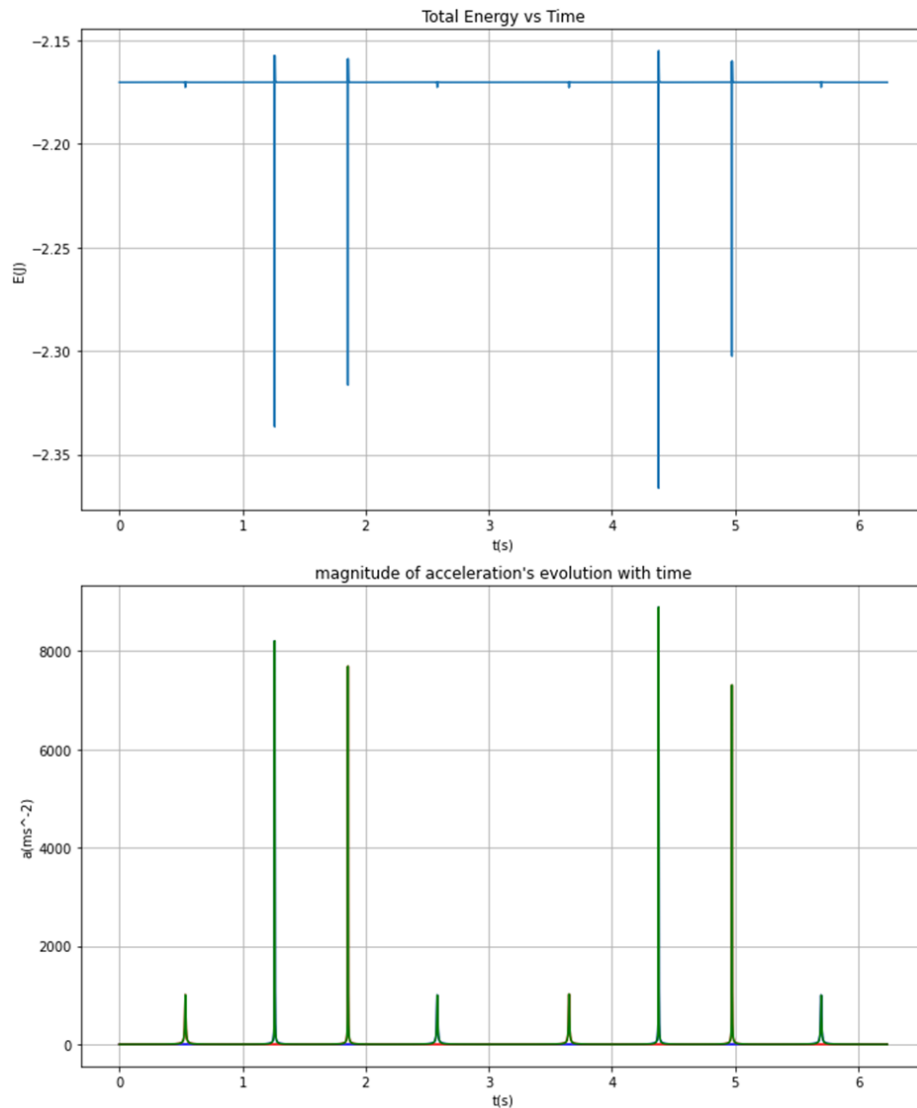 Total Energy vs Time
−2.15
−2.20
−2.25
−2.30
−2.35
E(J)
0 1 2 3 4 5 6
t(s)
magnitude of acceleration's evolution with time
8000
6000
4000
2000
0
a(ms^-2)
0 1 2 3 4 5 6
t(s)